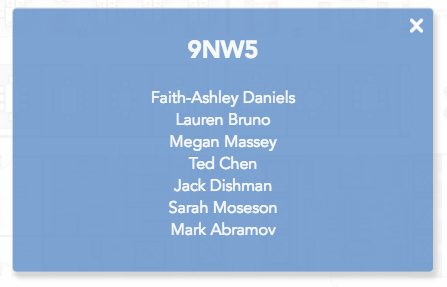 9NW5
Faith-Ashley Daniels
Lauren Bruno
Megan Massey
Ted Chen
Jack Dishman
Sarah Moseson
Mark Abramov